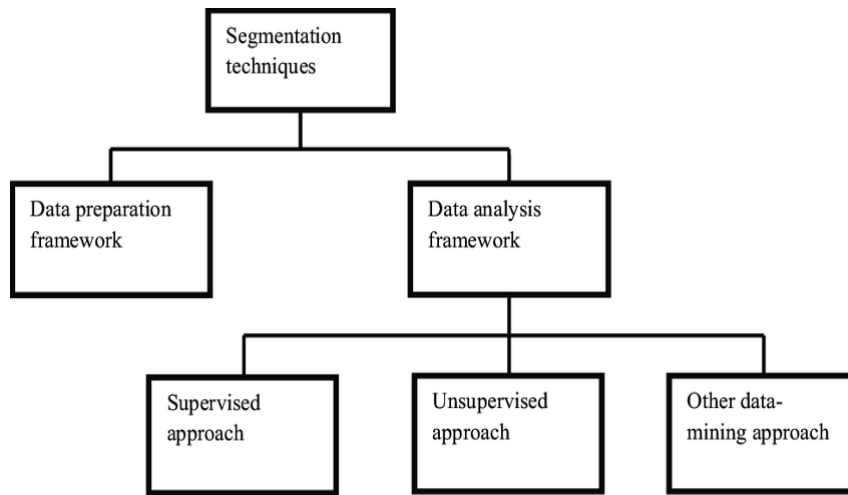 Segmentation
techniques
Data preparation
framework
Data analysis
framework
Supervised
approach
Unsupervised
approach
Other data-
mining approach